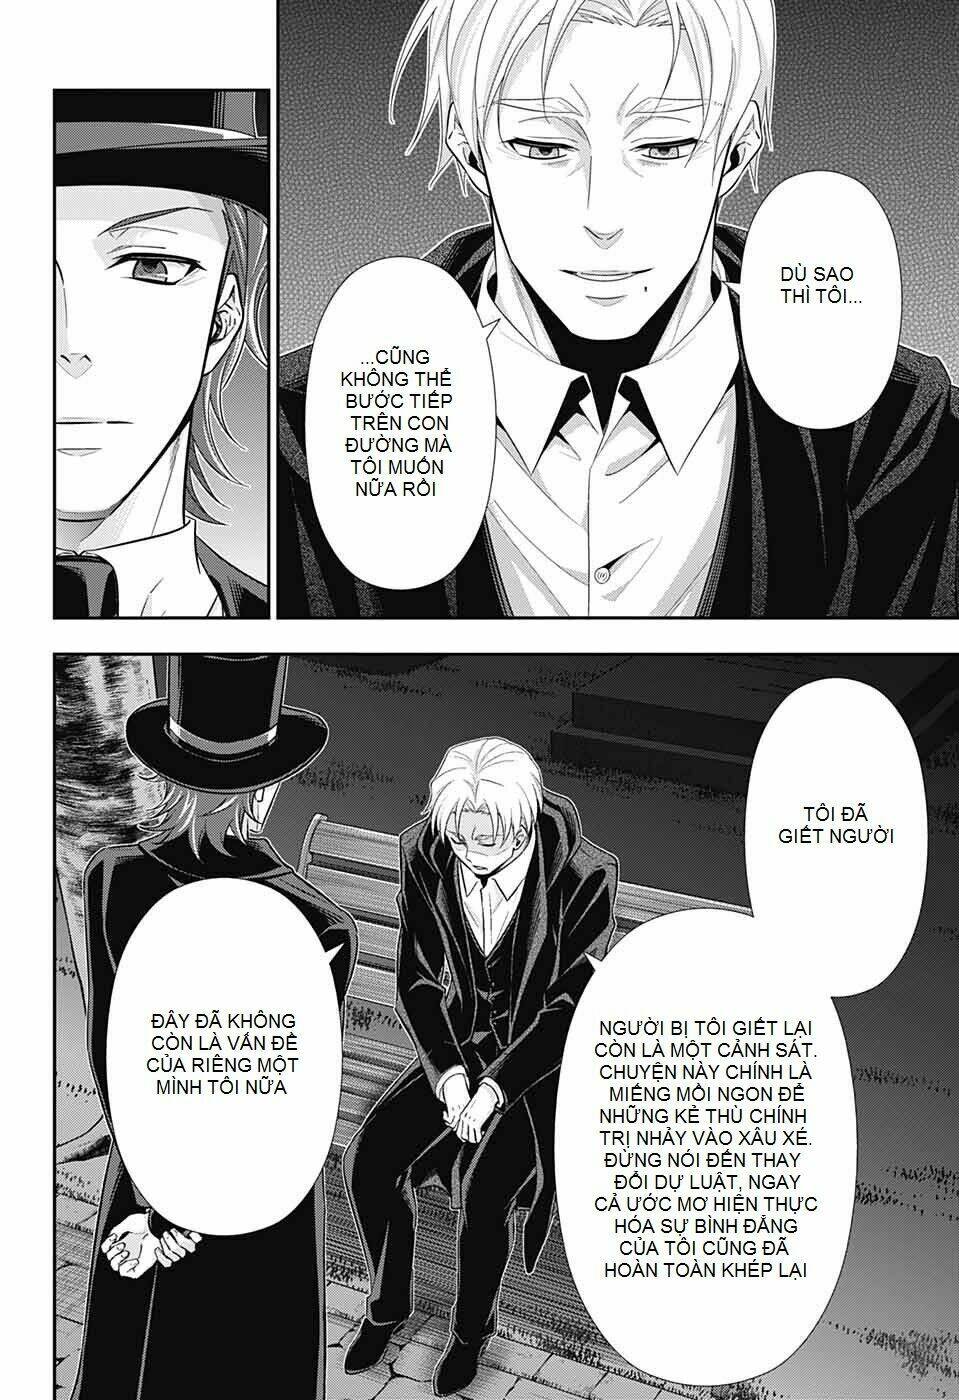 DÙ SAO
THÌ TÔI...
...CŨNG
KHÔNG THỂ
BƯỚC TIẾP
TRÊN CON
ĐƯỜNG MÀ
TÔI MUỐN
NỮA RỒI
TÔI ĐÃ
GIẾT NGƯỜI
NGƯỜI BỊ TÔI GIẾT LẠI
CÒN LÀ MỘT CẢNH SÁT.
CHUYỆN NÀY CHÍNH LÀ
MIẾNG MỒI NGON ĐỂ
NHỮNG KẺ THÙ CHÍNH
TRỊ NHẢY VÀO XÂU XÉ.
ĐỪNG NÓI ĐẾN THAY
ĐỔI DỰ LUẬT, NGAY
CẢ ƯỚC MƠ HIỆN THỰC
HÓA SỰ BÌNH ĐẲNG
CỦA TÔI CŨNG ĐÃ
HOÀN TOÀN KHÉP LẠI
ĐÂY ĐÃ KHÔNG
CÒN LÀ VẤN ĐỀ
CỦA RIÊNG MỘT
MÌNH TÔI NỮA